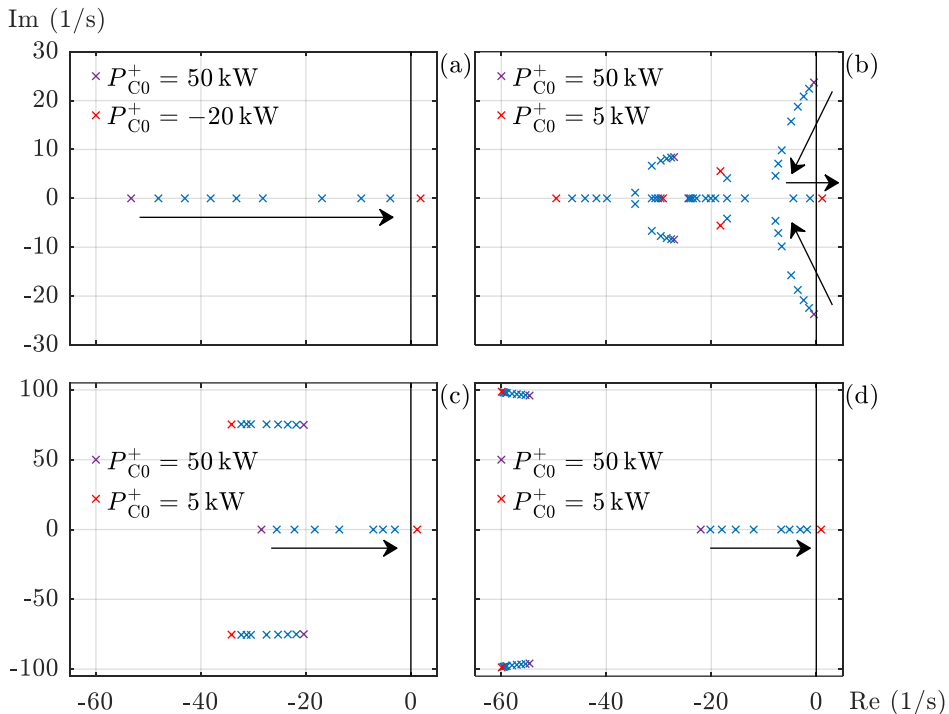 Im (1/s)
30
20
10
0
-10
-20
-30
P⁺C0 = 50 kW
P⁺C0 = −20 kW
(a)
P⁺C0 = 50 kW
P⁺C0 = 5 kW
(b)
100
50
0
-50
-100
P⁺C0 = 50 kW
P⁺C0 = 5 kW
(c)
P⁺C0 = 50 kW
P⁺C0 = 5 kW
(d)
-60 -40 -20 0 -60 -40 -20 0 Re (1/s)